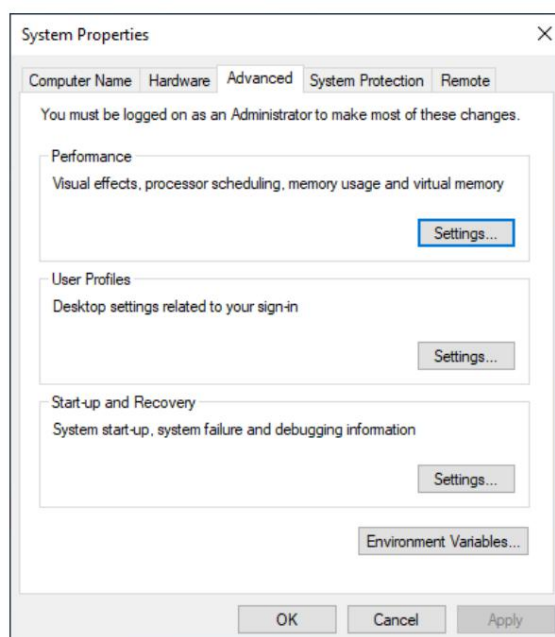 System Properties
Computer Name Hardware Advanced System Protection Remote
You must be logged on as an Administrator to make most of these changes.
Performance
Visual effects, processor scheduling, memory usage and virtual memory
Settings...
User Profiles
Desktop settings related to your sign-in
Settings...
Start-up and Recovery
System start-up, system failure and debugging information
Settings...
Environment Variables...
OK Cancel Apply